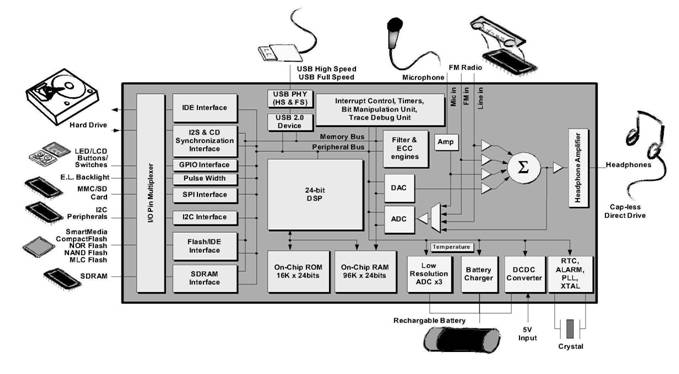 USB High Speed
USB Full Speed
Microphone
FM Radio
Mic in
FM in
Line in
Hard Drive
LED/LCD
Buttons/
Switches
E.L. Backlight
MMC/SD
Card
I2C
Peripherals
SmartMedia
CompactFlash
NOR Flash
NAND Flash
MLC Flash
SDRAM
I/O Pin Multiplexer
IDE Interface
I2S & CD
Synchronization
Interface
GPIO Interface
Pulse Width
SPI Interface
I2C Interface
Flash/IDE
Interface
SDRAM
Interface
USB PHY
(HS & FS)
USB 2.0
Device
Interrupt Control, Timers,
Bit Manipulation Unit,
Trace Debug Unit
Memory Bus
Peripheral Bus
Filter &
ECC
engines
Amp
24-bit
DSP
DAC
ADC
Σ
Headphone Amplifier
Headphones
Cap-less
Direct Drive
Temperature
On-Chip ROM
16K x 24bits
On-Chip RAM
96K x 24bits
Low
Resolution
ADC x3
Battery
Charger
DCDC
Converter
RTC,
ALARM,
PLL,
XTAL
Rechargable Battery
5V
Input
Crystal